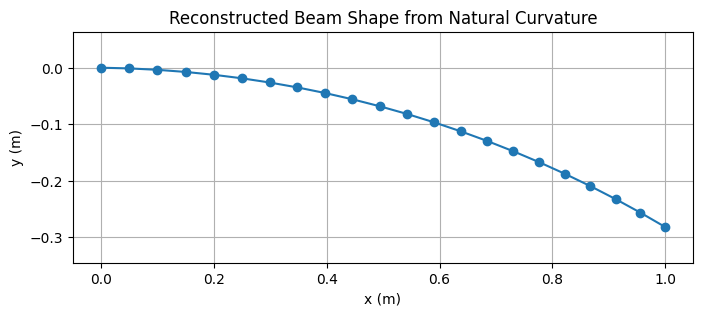 Reconstructed Beam Shape from Natural Curvature
y (m)
0.0
−0.1
−0.2
−0.3
0.0 0.2 0.4 0.6 0.8 1.0
x (m)